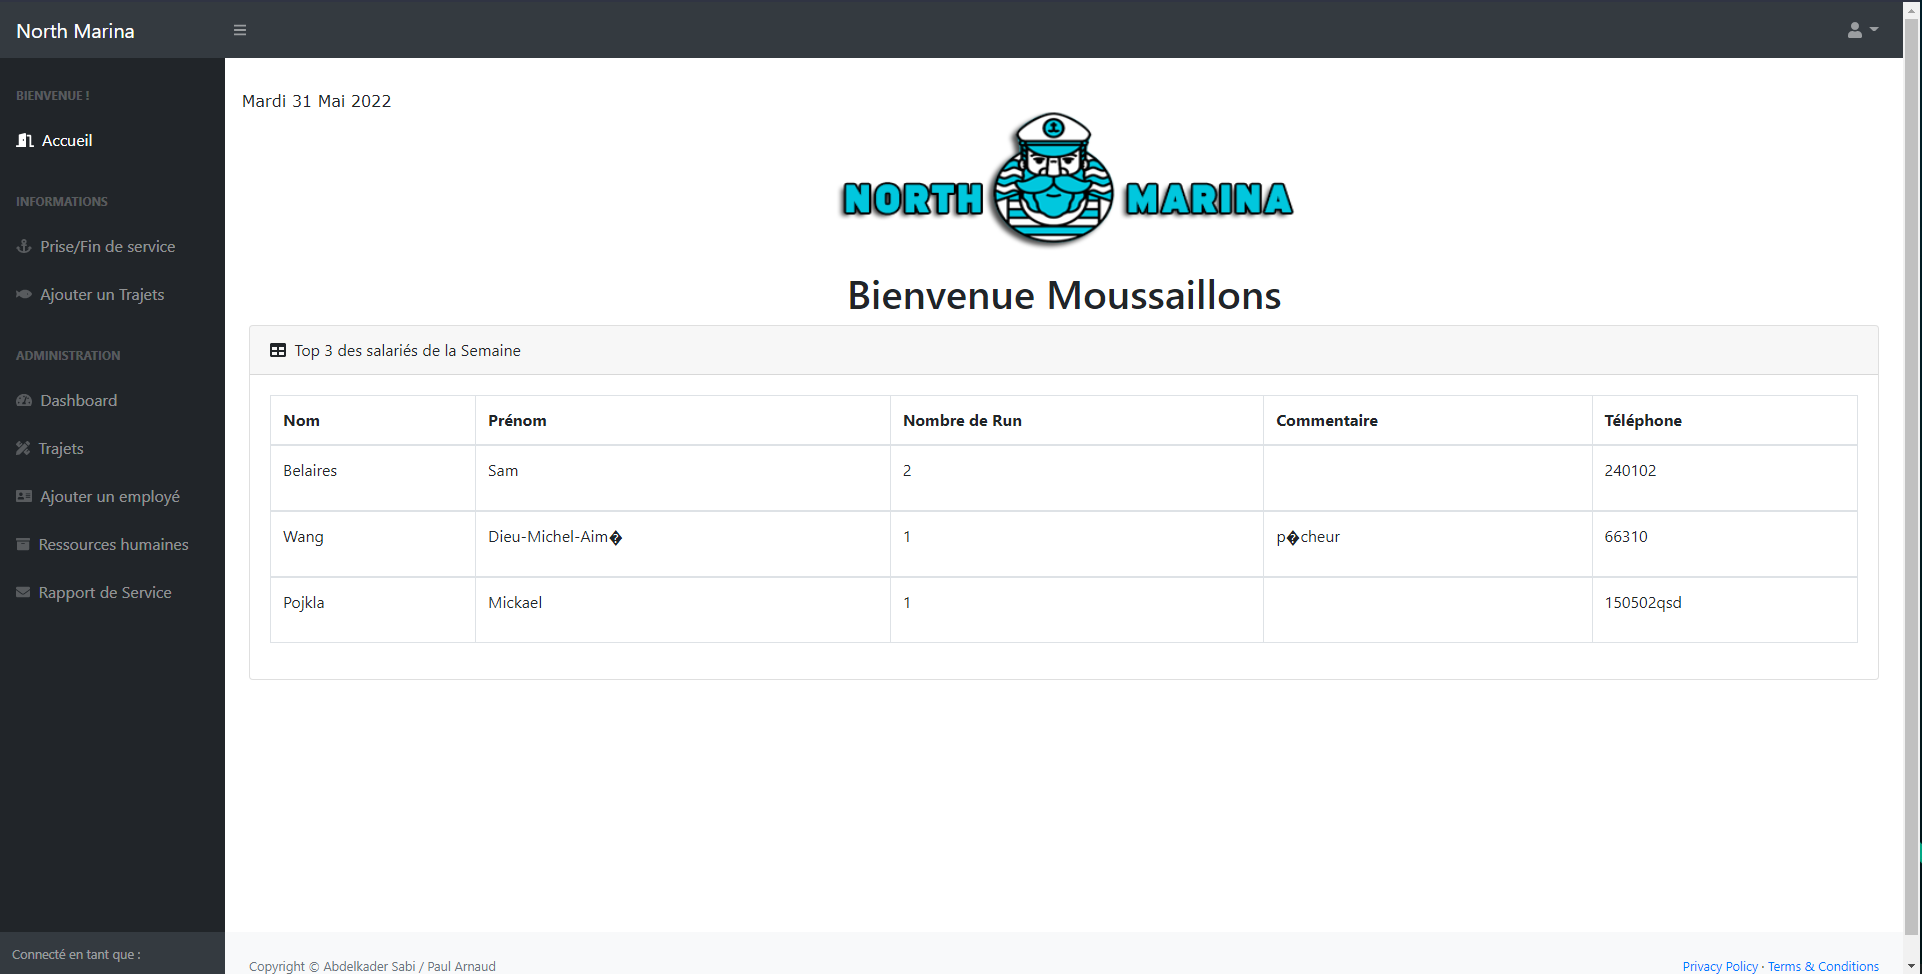 North Marina
BIENVENUE !
Accueil
INFORMATIONS
Prise/Fin de service
Ajouter un Trajets
ADMINISTRATION
Dashboard
Trajets
Ajouter un employé
Ressources humaines
Rapport de Service
Connecté en tant que :
Mardi 31 Mai 2022
NORTH MARINA
Bienvenue Moussaillons
Top 3 des salariés de la Semaine
Nom Prénom Nombre de Run Commentaire Téléphone
Belaires Sam 2 240102
Wang Dieu-Michel-Aim� 1 p�cheur 66310
Pojkla Mickael 1 150502qsd
Copyright © Abdelkader Sabi / Paul Arnaud Privacy Policy · Terms & Conditions